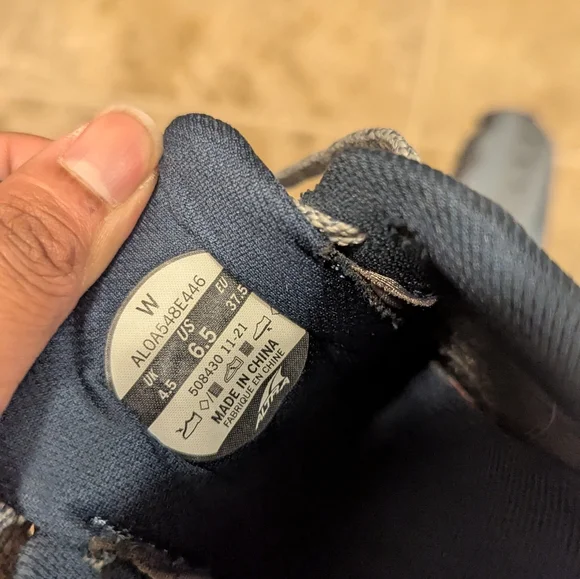 W
AL0A548E446
UK US EU
4.5 6.5 37.5
508430 11-21
MADE IN CHINA
FABRIQUÉ EN CHINE
ALTRA